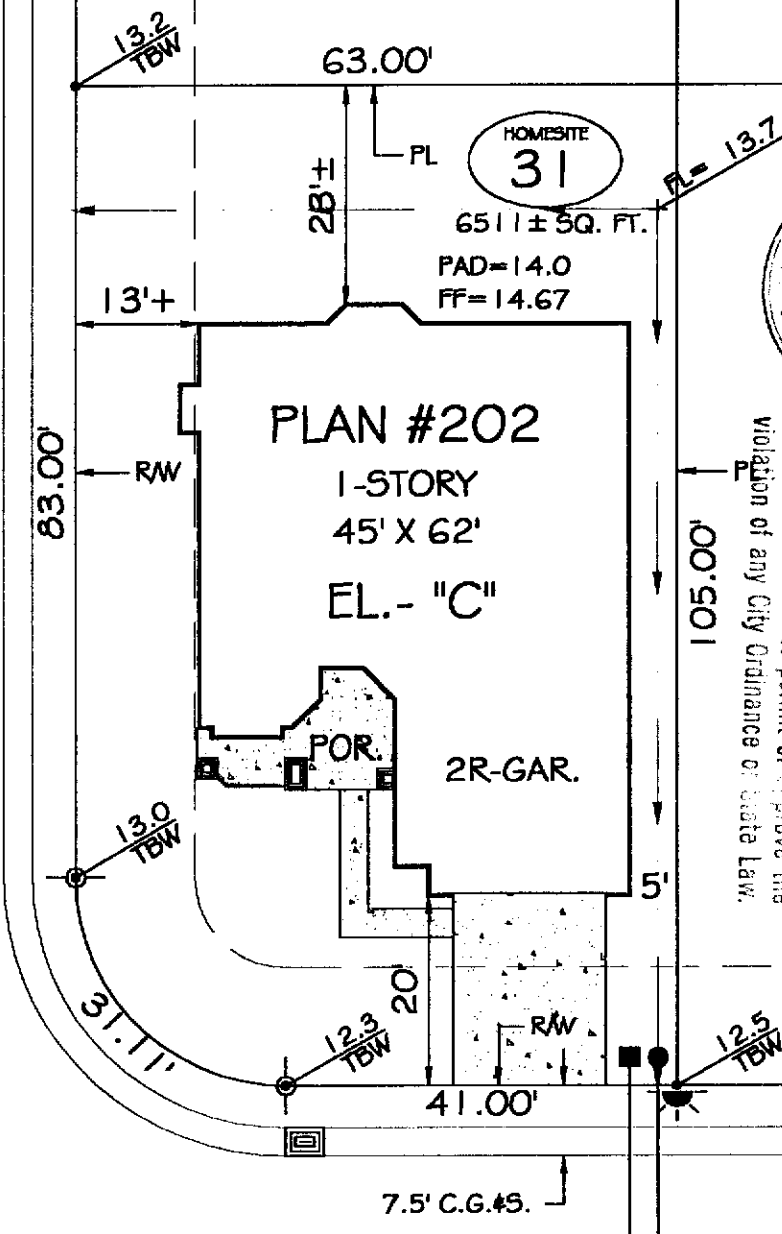 13.2
TBW
63.00'
PL
HOMESITE
31
FL= 13.7
28'±
6511± SQ. FT.
PAD=14.0
FF=14.67
13'+
PLAN #202
1-STORY
45' X 62'
EL.- "C"
R/W
83.00'
PL
105.00'
violation of any City Ordinance or State Law.
POR.
2R-GAR.
13.0
TBW
5'
20'
31.11'
R/W
12.3
TBW
12.5
TBW
41.00'
7.5' C.G.&S.